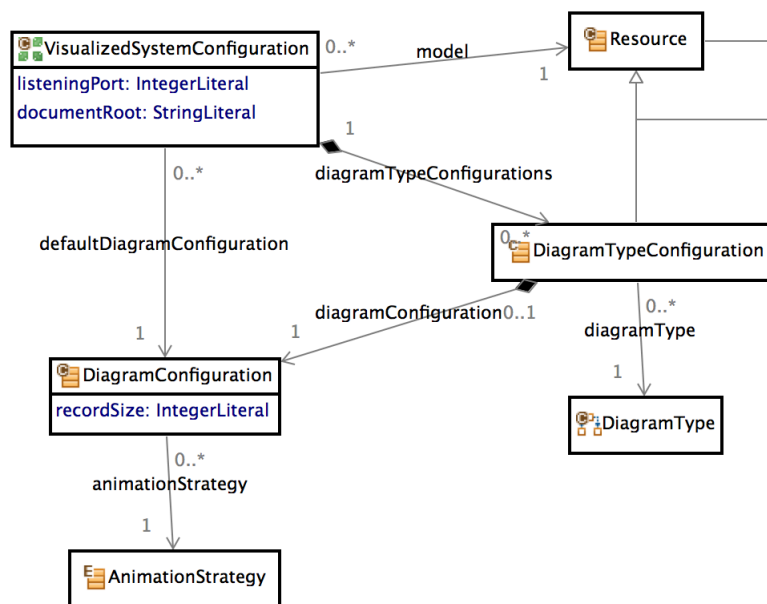 Resource
VisualizedSystemConfiguration
0..*
model
1
listeningPort: IntegerLiteral
documentRoot: StringLiteral
1
0..*
diagramTypeConfigurations
defaultDiagramConfiguration
0..*
DiagramTypeConfiguration
diagramConfiguration
0..1
0..*
diagramType
1
1
1
DiagramConfiguration
recordSize: IntegerLiteral
DiagramType
0..*
animationStrategy
1
AnimationStrategy
C
C
C
C
C
E